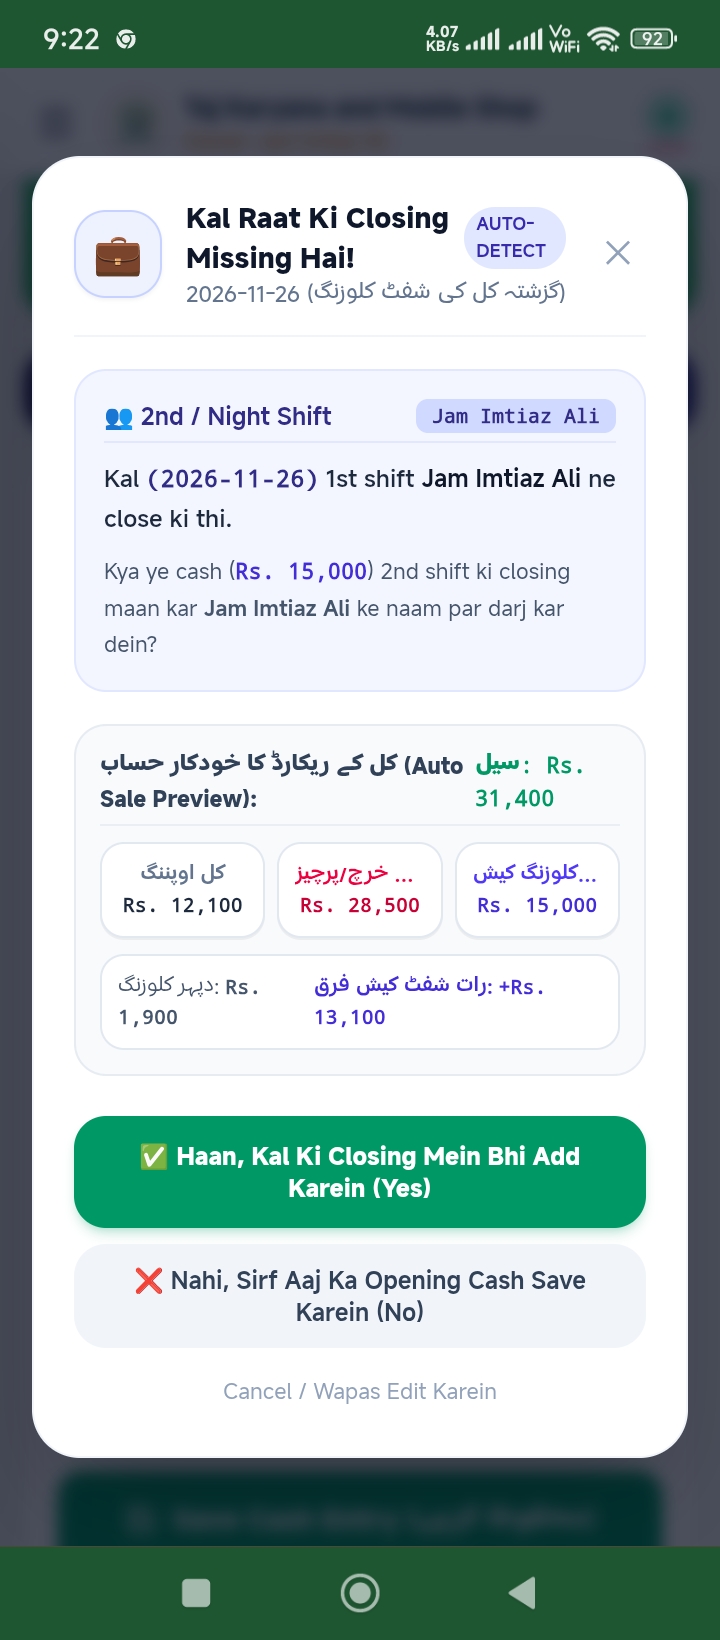 9:22
4.07 KB/s
Vo WiFi
92
Kal Raat Ki Closing
Missing Hai!
AUTO-
DETECT
2026-11-26 (گزشتہ کل کی شفٹ کلوزنگ)
👥 2nd / Night Shift
Jam Imtiaz Ali
Kal (2026-11-26) 1st shift Jam Imtiaz Ali ne
close ki thi.
Kya ye cash (Rs. 15,000) 2nd shift ki closing
maan kar Jam Imtiaz Ali ke naam par darj kar
dein?
کل کے ریکارڈ کا خودکار حساب (Auto
Sale Preview):
سیل: Rs.
31,400
کل اوپننگ
Rs. 12,100
خرچ/پرچیز ...
Rs. 28,500
کلوزنگ کیش...
Rs. 15,000
دپہر کلوزنگ: Rs.
1,900
رات شفٹ کیش فرق: +Rs.
13,100
✅ Haan, Kal Ki Closing Mein Bhi Add
Karein (Yes)
❌ Nahi, Sirf Aaj Ka Opening Cash Save
Karein (No)
Cancel / Wapas Edit Karein